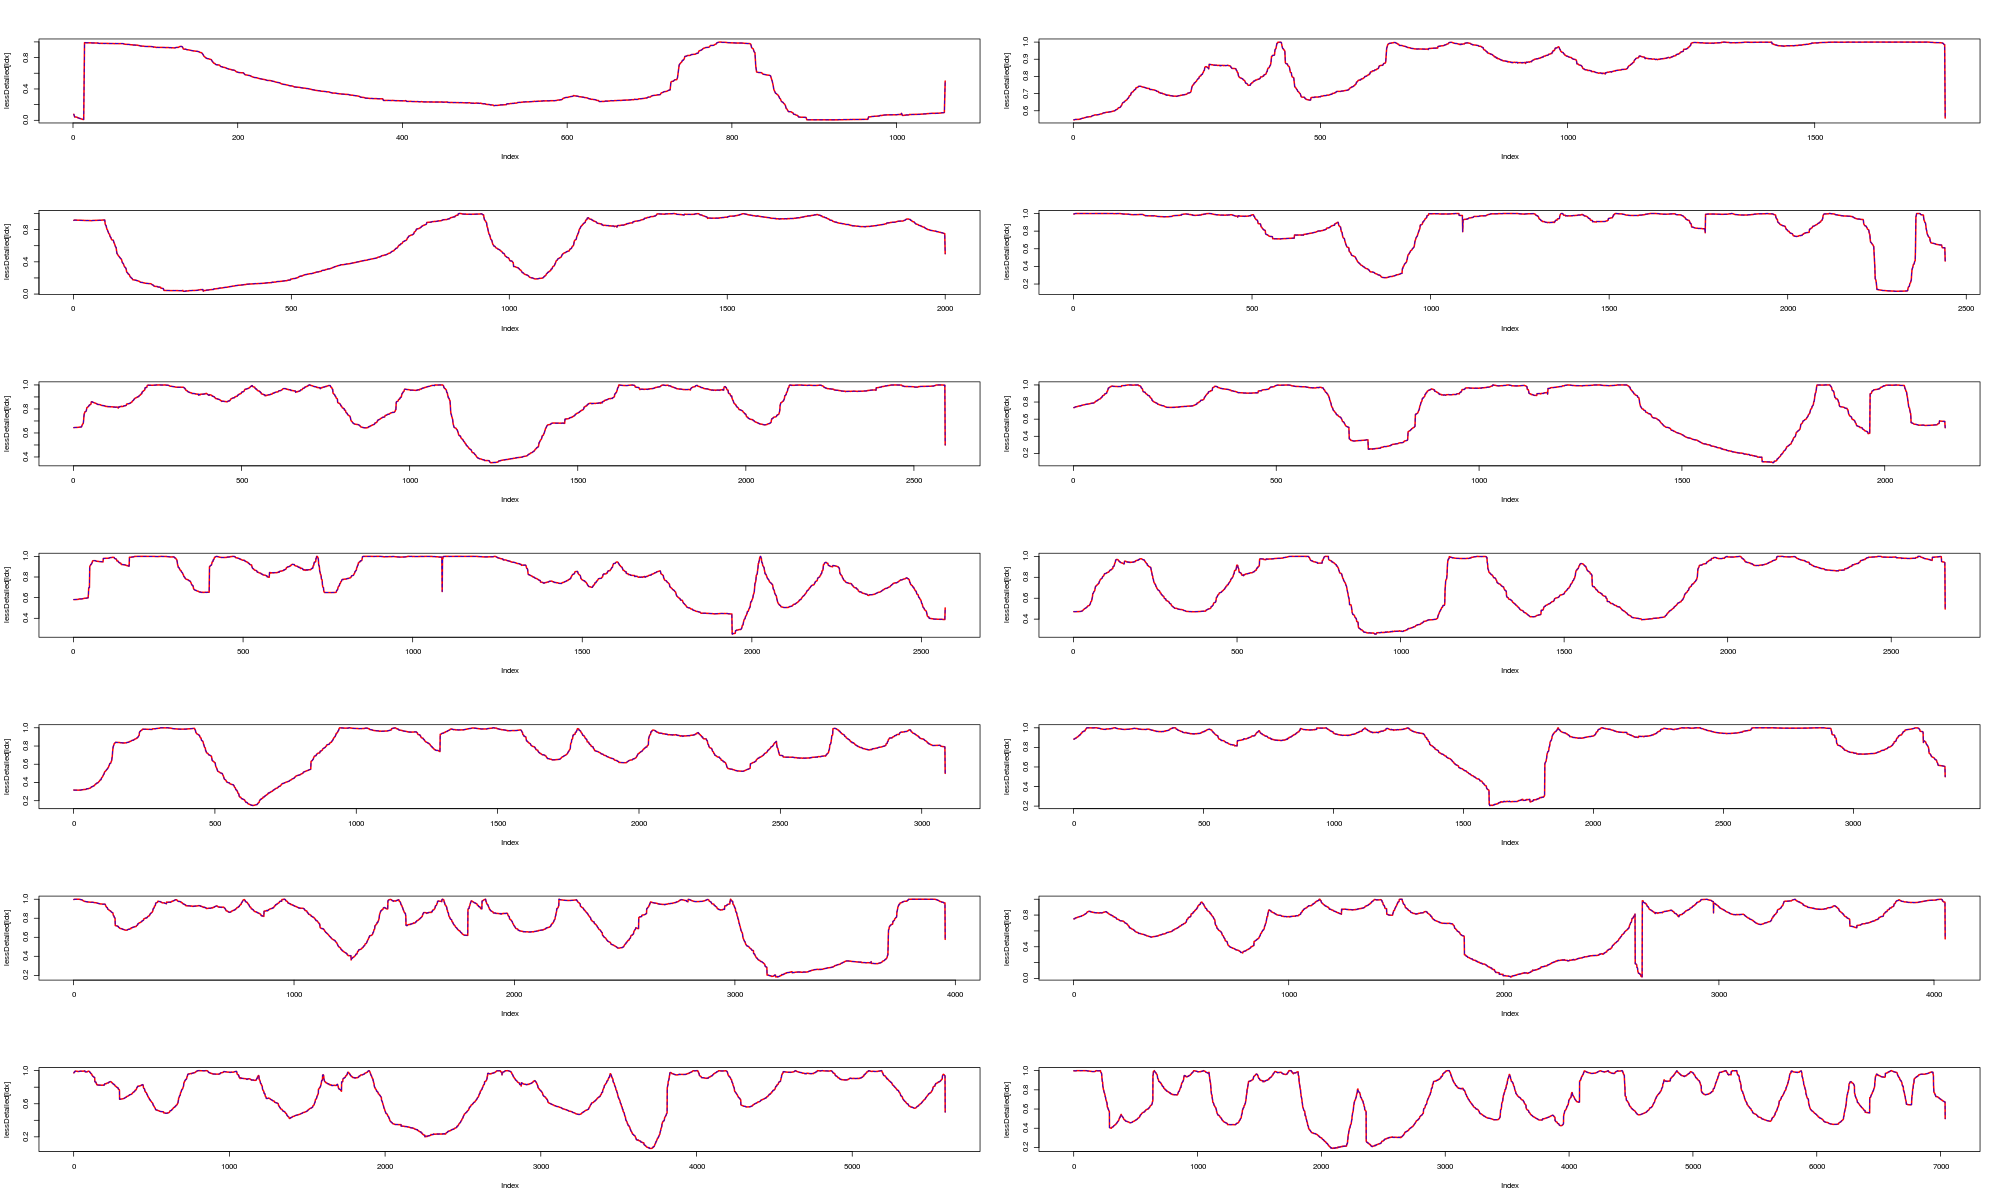 lessDetailed[idx]
0.0 0.4 0.8
0 200 400 600 800 1000
Index
lessDetailed[idx]
0.6 0.7 0.8 0.9 1.0
0 500 1000 1500
Index
lessDetailed[idx]
0.0 0.4 0.8
0 500 1000 1500 2000
Index
lessDetailed[idx]
0.2 0.4 0.6 0.8 1.0
0 500 1000 1500 2000 2500
Index
lessDetailed[idx]
0.4 0.6 0.8 1.0
0 500 1000 1500 2000 2500
Index
lessDetailed[idx]
0.2 0.4 0.6 0.8 1.0
0 500 1000 1500 2000
Index
lessDetailed[idx]
0.4 0.6 0.8 1.0
0 500 1000 1500 2000 2500
Index
lessDetailed[idx]
0.4 0.6 0.8 1.0
0 500 1000 1500 2000 2500
Index
lessDetailed[idx]
0.2 0.4 0.6 0.8 1.0
0 500 1000 1500 2000 2500 3000
Index
lessDetailed[idx]
0.2 0.4 0.6 0.8 1.0
0 500 1000 1500 2000 2500 3000
Index
lessDetailed[idx]
0.2 0.4 0.6 0.8 1.0
0 1000 2000 3000 4000
Index
lessDetailed[idx]
0.0 0.4 0.8
0 1000 2000 3000 4000
Index
lessDetailed[idx]
0.2 0.6 1.0
0 1000 2000 3000 4000 5000
Index
lessDetailed[idx]
0.2 0.4 0.6 0.8 1.0
0 1000 2000 3000 4000 5000 6000 7000
Index